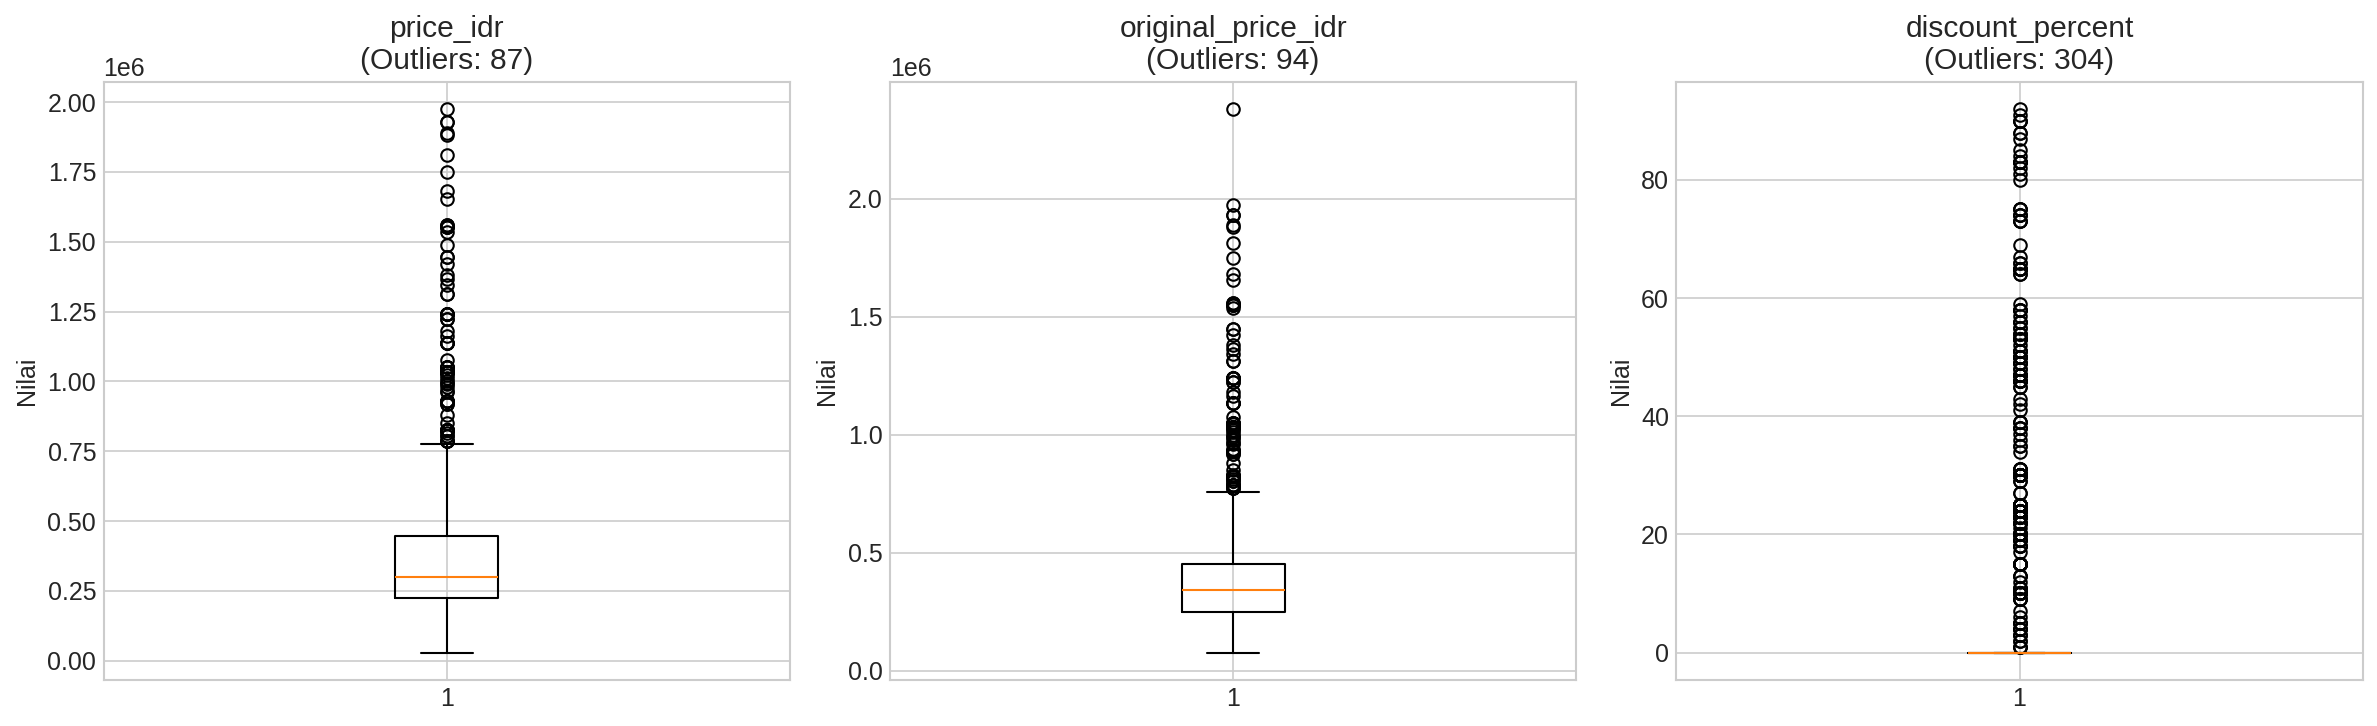 price_idr
(Outliers: 87)
1e6
2.00
1.75
1.50
1.25
1.00
0.75
0.50
0.25
0.00
Nilai
1
original_price_idr
(Outliers: 94)
1e6
2.0
1.5
1.0
0.5
0.0
Nilai
1
discount_percent
(Outliers: 304)
80
60
40
20
0
Nilai
1